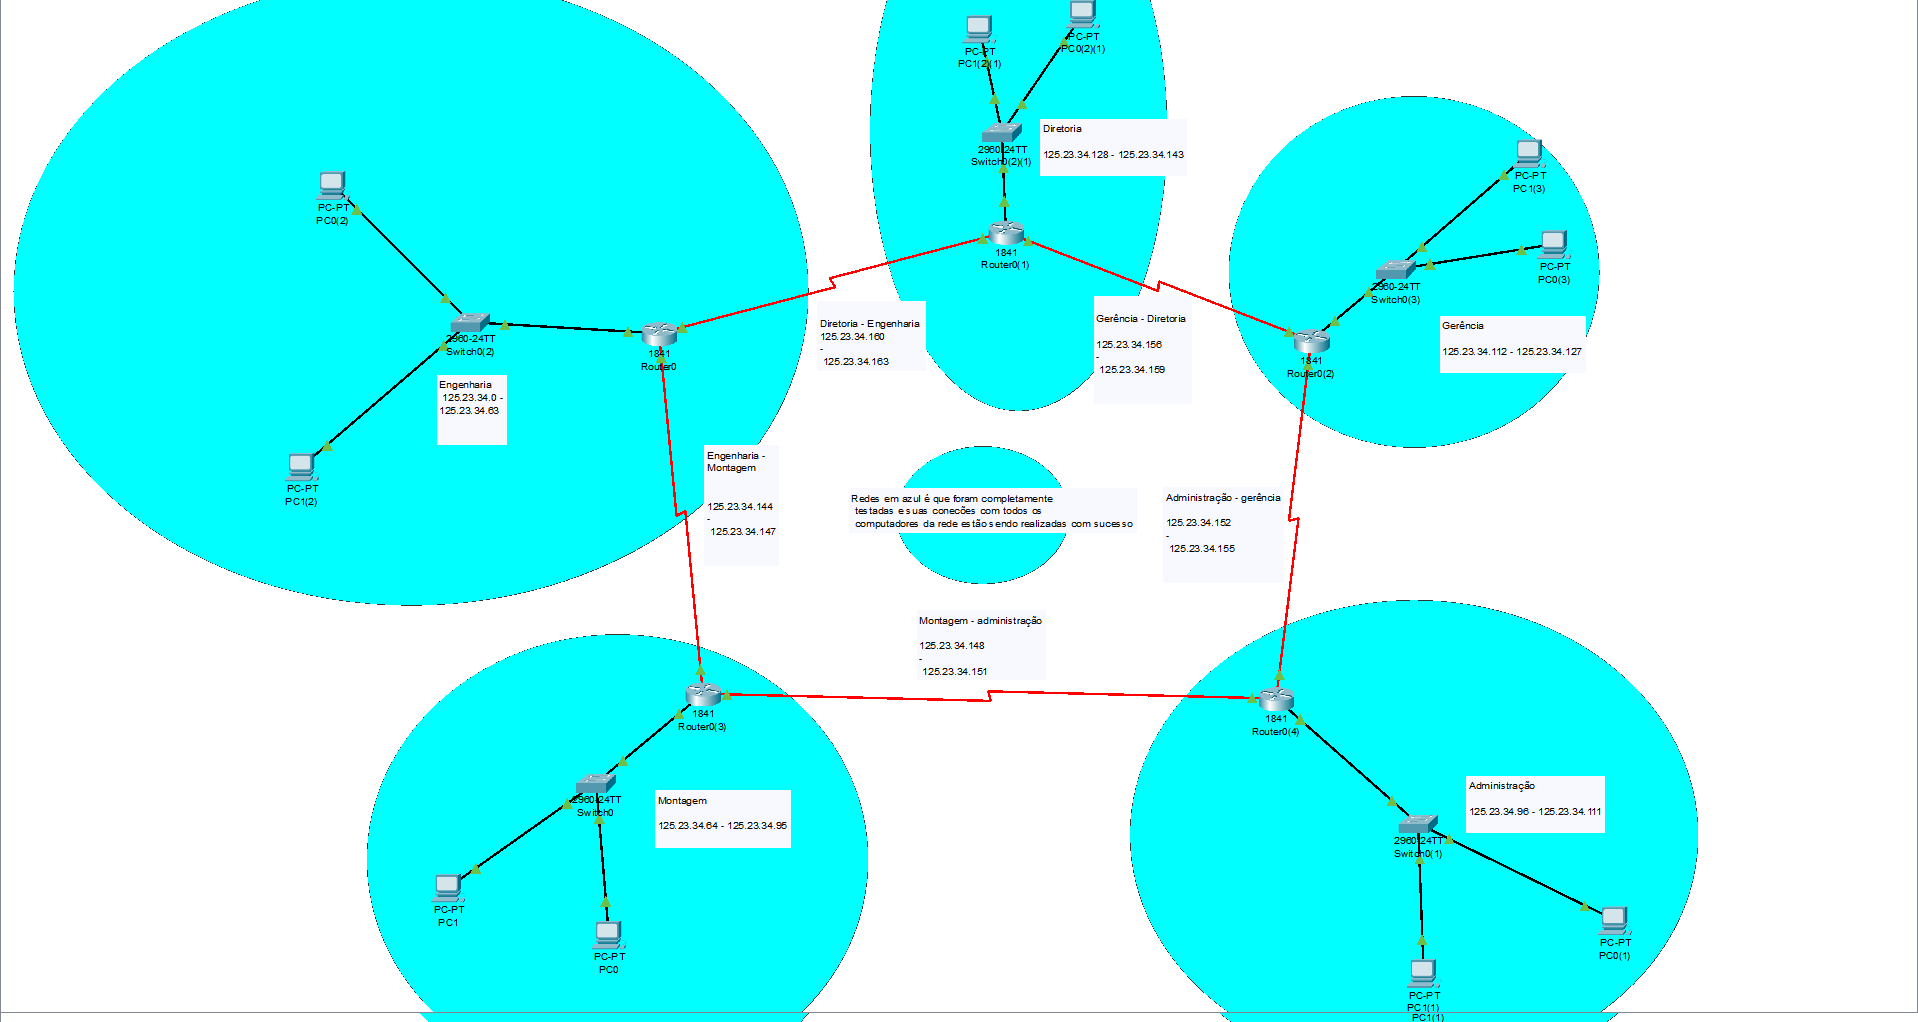 PC-PT
PC1(2)(1)
PC-PT
PC0(2)(1)
2960-24TT
Switch0(2)(1)
Diretoria
125.23.34.128 - 125.23.34.143
1841
Router0(1)
PC-PT
PC0(2)
2960-24TT
Switch0(2)
PC-PT
PC1(2)
Engenharia
125.23.34.0 -
125.23.34.63
1841
Router0
Diretoria - Engenharia
125.23.34.160
-
125.23.34.163
Gerência - Diretoria
125.23.34.156
-
125.23.34.159
PC-PT
PC1(3)
PC-PT
PC0(3)
2960-24TT
Switch0(3)
Gerência
125.23.34.112 - 125.23.34.127
1841
Router0(2)
Engenharia -
Montagem
125.23.34.144
-
125.23.34.147
Redes em azul é que foram completamente
testadas e suas conecões com todos os
computadores da rede estão sendo realizadas com sucesso
Administração - gerência
125.23.34.152
-
125.23.34.155
Montagem - administração
125.23.34.148
-
125.23.34.151
1841
Router0(3)
2960-24TT
Switch0
Montagem
125.23.34.64 - 125.23.34.95
PC-PT
PC1
PC-PT
PC0
1841
Router0(4)
Administração
125.23.34.96 - 125.23.34.111
2960-24TT
Switch0(1)
PC-PT
PC0(1)
PC-PT
PC1(1)
PC1(1)